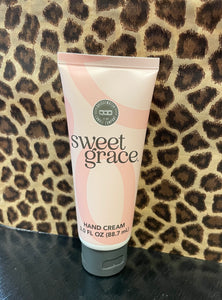 sweet
grace
HAND CREAM
3.0 FL OZ (88.7 mL)